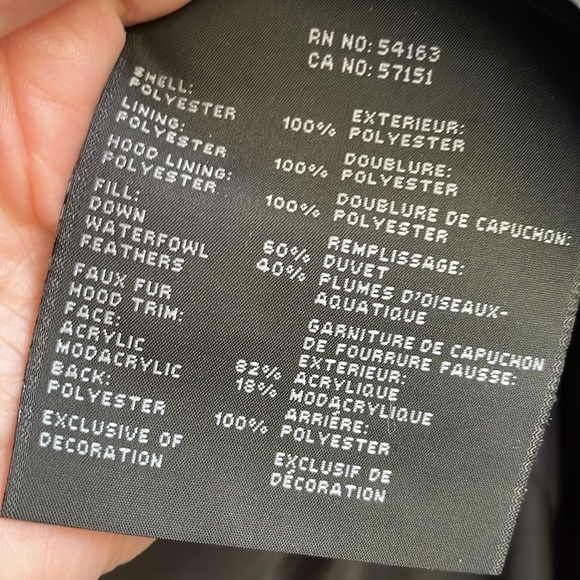 RN NO: 54163
CA NO: 57151
SHELL:
POLYESTER 100%
LINING:
POLYESTER 100%
HOOD LINING:
POLYESTER 100%
FILL:
DOWN 60%
WATERFOWL
FEATHERS 40%
FAUX FUR
HOOD TRIM:
FACE:
ACRYLIC 82%
MODACRYLIC 18%
BACK:
POLYESTER 100%
EXCLUSIVE OF
DECORATION
EXTERIEUR:
POLYESTER
DOUBLURE:
POLYESTER
DOUBLURE DE CAPUCHON:
POLYESTER
REMPLISSAGE:
DUVET
PLUMES D'OISEAUX-
AQUATIQUE
GARNITURE DE CAPUCHON
DE FOURRURE FAUSSE:
EXTERIEUR:
ACRYLIQUE
MODACRYLIQUE
ARRIÈRE:
POLYESTER
EXCLUSIF DE
DÉCORATION